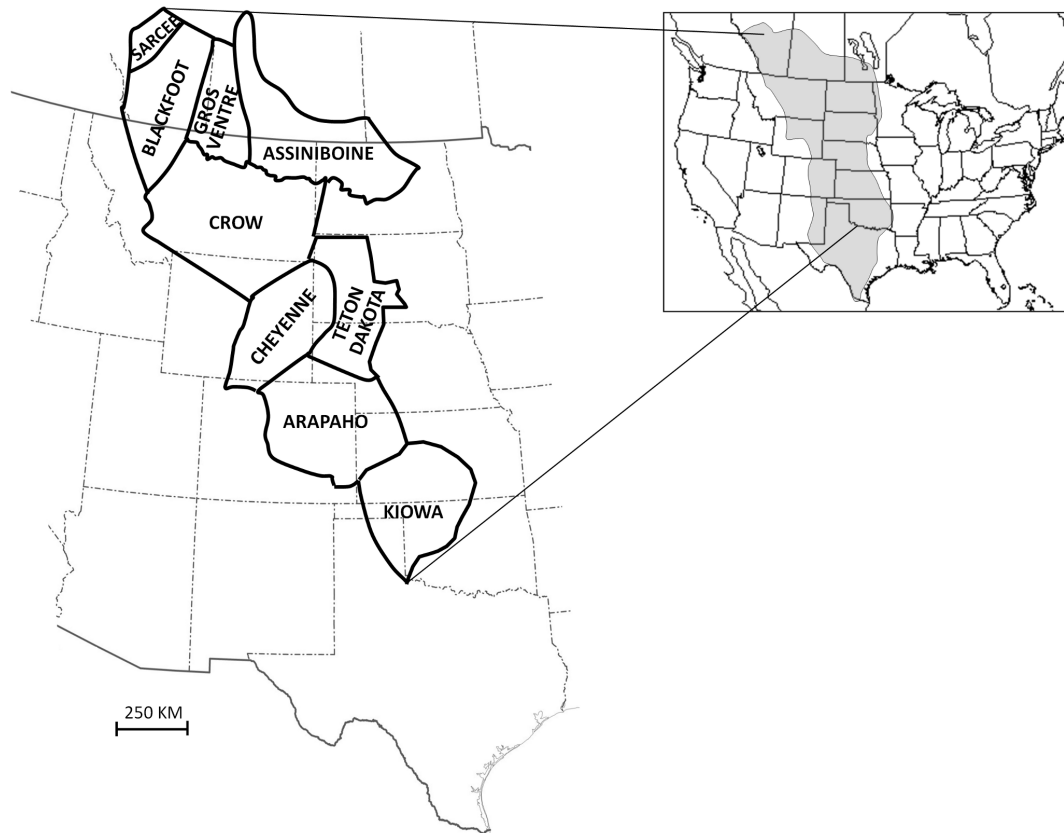 SARCEE
BLACKFOOT
GROS
VENTRE
ASSINIBOINE
CROW
CHEYENNE
TETON
DAKOTA
ARAPAHO
KIOWA
250 KM